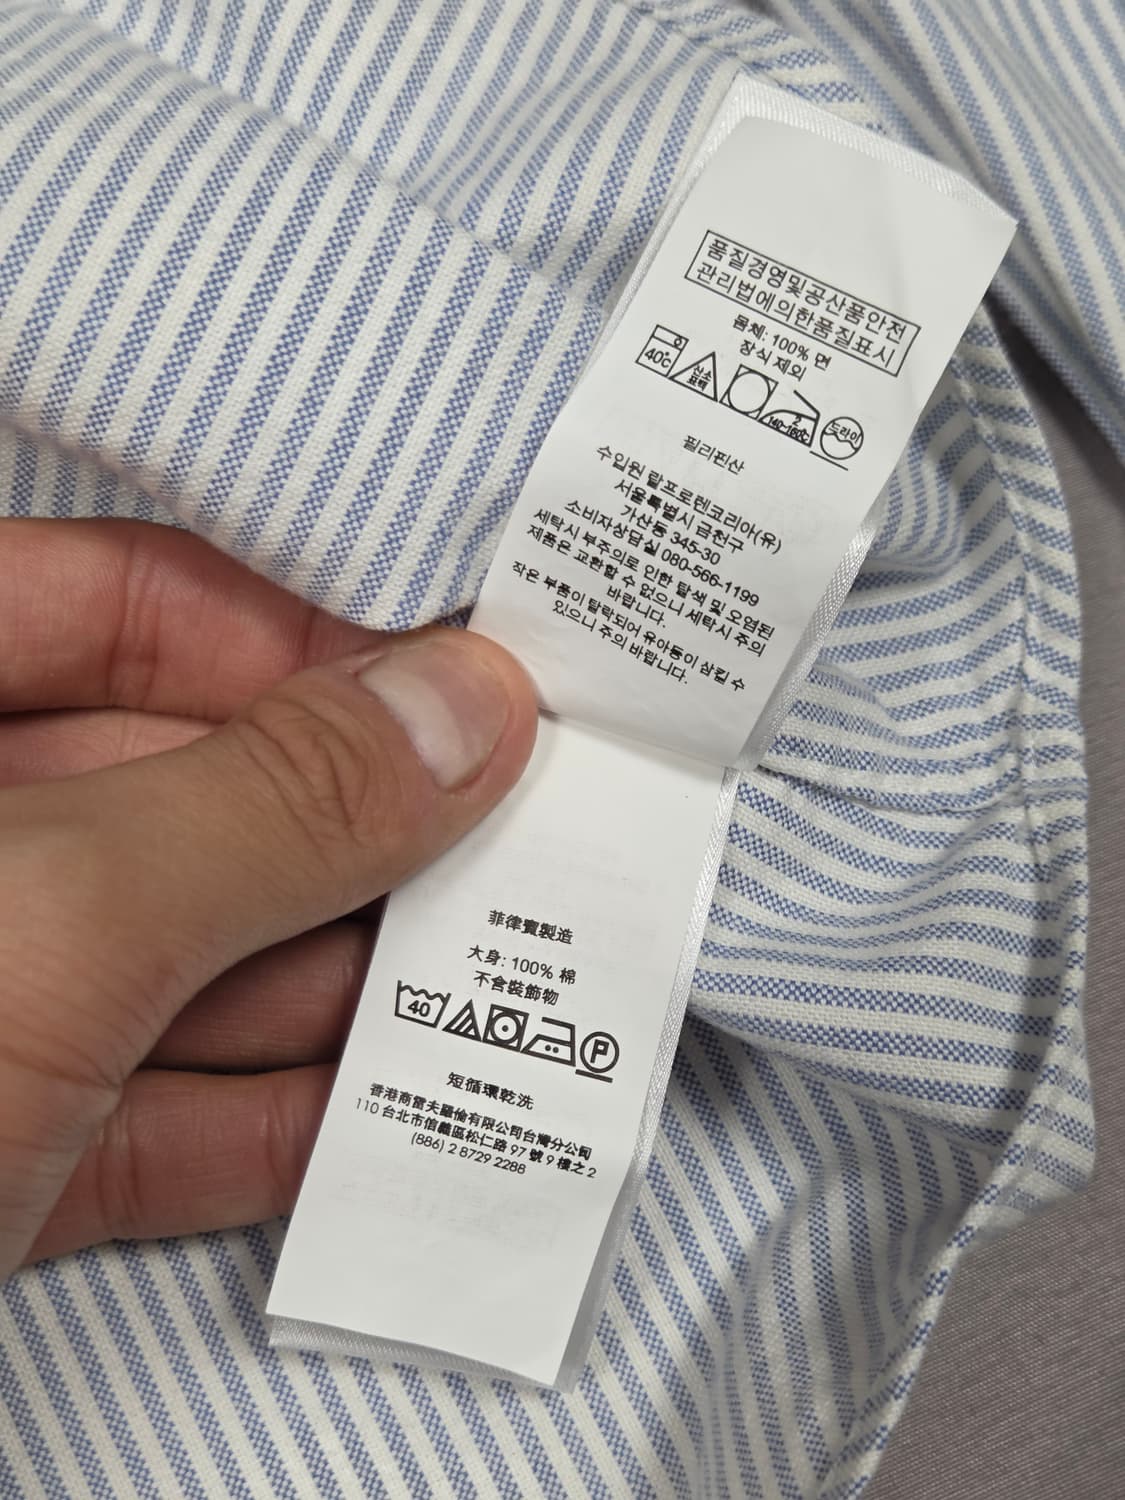 품질경영및공산품안전
관리법에의한품질표시
몸체: 100% 면
장식 제외
40℃
산소
표백
2
140-160℃
드라이
필리핀산
수입원 랄프로렌코리아(유)
서울특별시 금천구
가산동 345-30
소비자상담실 080-566-1199
세탁시 부주의로 인한 탈색 및 오염된
제품은 교환할 수 없으니 세탁시 주의
바랍니다.
작은 부품이 탈락되어 유아등이 삼킬 수
있으니 주의 바랍니다.
菲律賓製造
大身: 100% 棉
不含裝飾物
40
P
短循環乾洗
香港商雷夫羅倫有限公司台灣分公司
110 台北市信義區松仁路 97 號 9 樓之 2
(886) 2 8729 2288